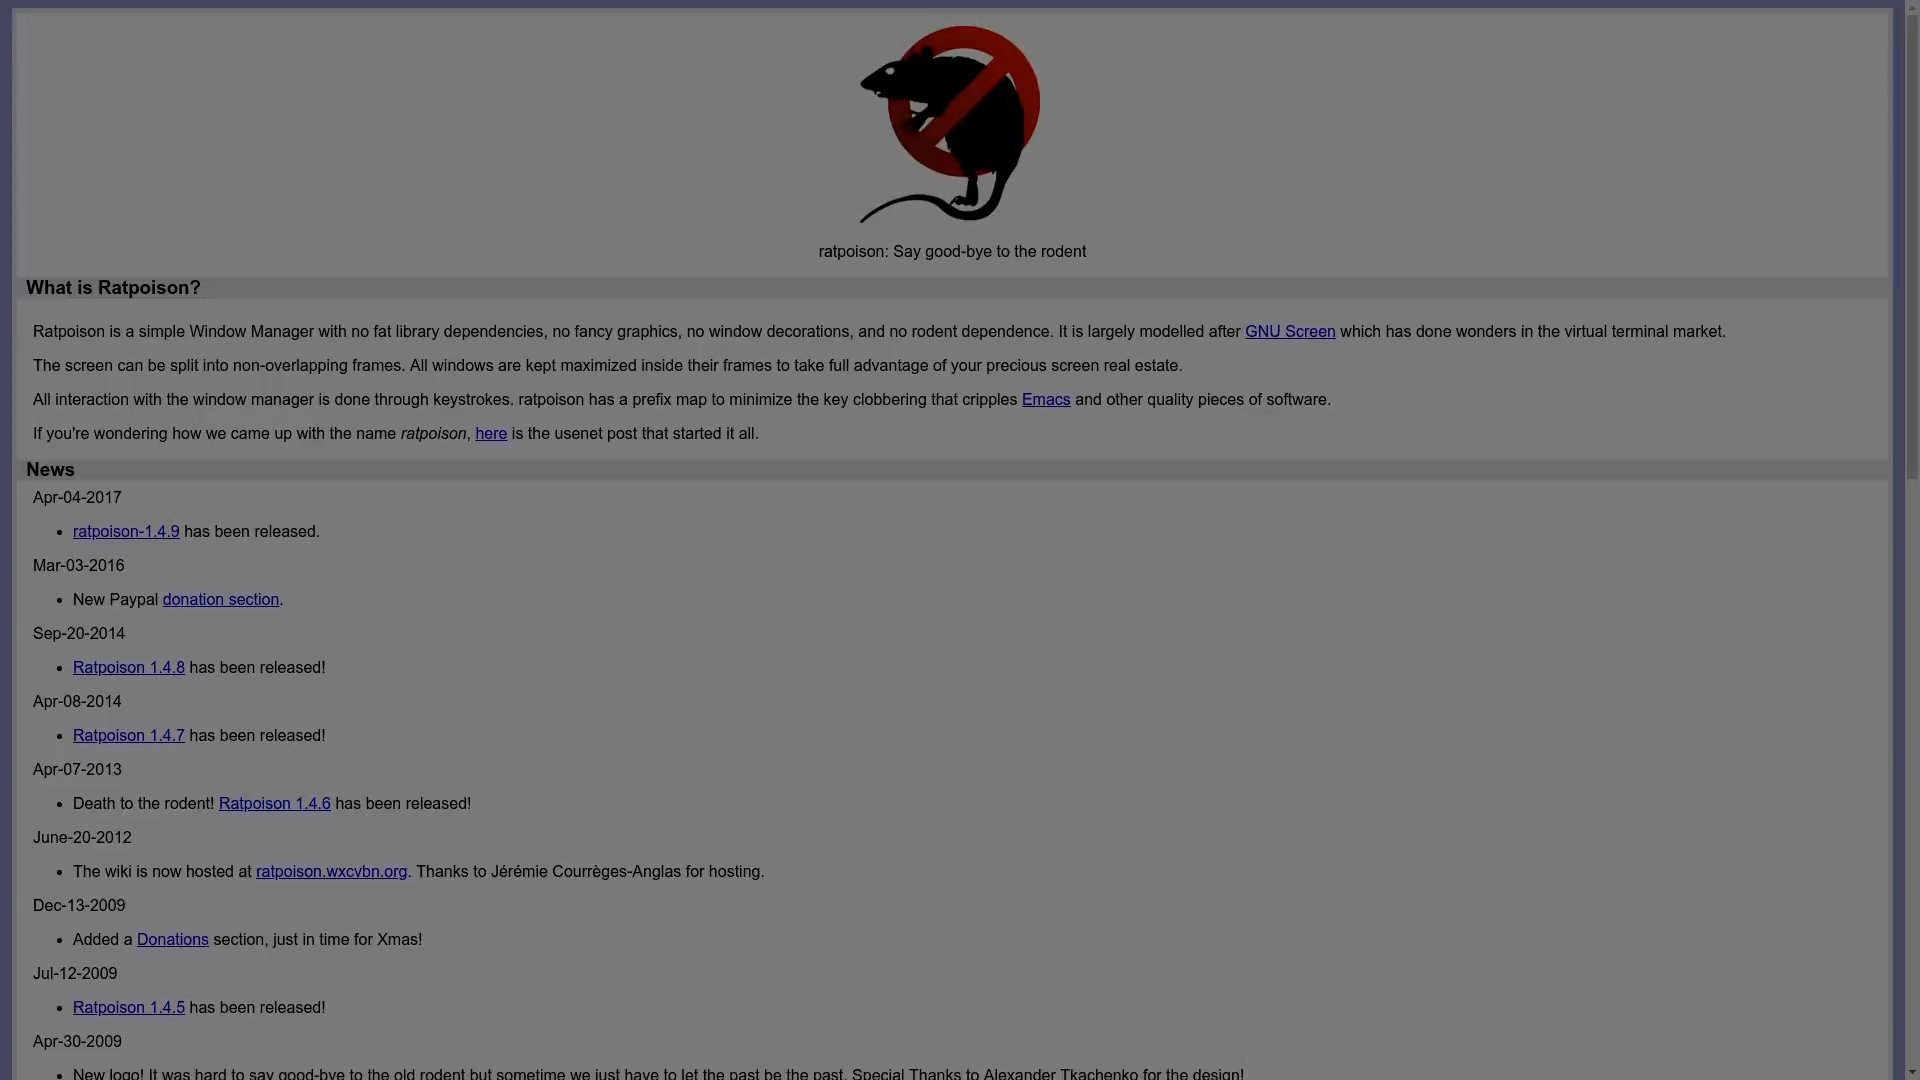 ratpoison: Say good-bye to the rodent
What is Ratpoison?
Ratpoison is a simple Window Manager with no fat library dependencies, no fancy graphics, no window decorations, and no rodent dependence. It is largely modelled after GNU Screen which has done wonders in the virtual terminal market.
The screen can be split into non-overlapping frames. All windows are kept maximized inside their frames to take full advantage of your precious screen real estate.
All interaction with the window manager is done through keystrokes. ratpoison has a prefix map to minimize the key clobbering that cripples Emacs and other quality pieces of software.
If you're wondering how we came up with the name ratpoison, here is the usenet post that started it all.
News
Apr-04-2017
• ratpoison-1.4.9 has been released.
Mar-03-2016
• New Paypal donation section.
Sep-20-2014
• Ratpoison 1.4.8 has been released!
Apr-08-2014
• Ratpoison 1.4.7 has been released!
Apr-07-2013
• Death to the rodent! Ratpoison 1.4.6 has been released!
June-20-2012
• The wiki is now hosted at ratpoison.wxcvbn.org. Thanks to Jérémie Courrèges-Anglas for hosting.
Dec-13-2009
• Added a Donations section, just in time for Xmas!
Jul-12-2009
• Ratpoison 1.4.5 has been released!
Apr-30-2009
• New logo! It was hard to say good-bye to the old rodent but sometime we just have to let the past be the past. Special Thanks to Alexander Tkachenko for the design!